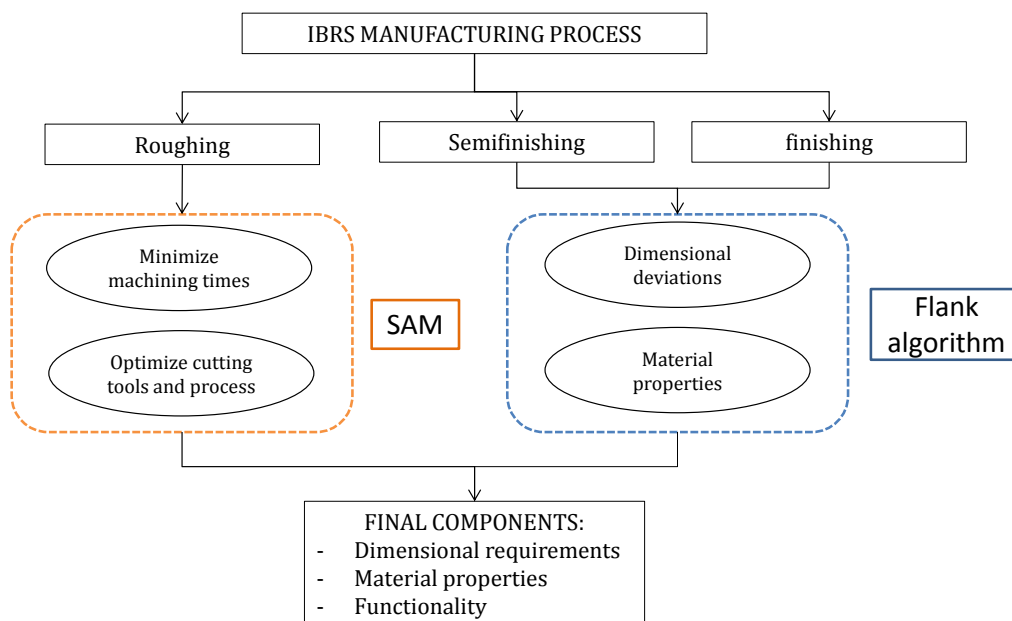 IBRS MANUFACTURING PROCESS
Roughing
Semifinishing
finishing
Minimize
machining times
Optimize cutting
tools and process
SAM
Dimensional
deviations
Material
properties
Flank
algorithm
FINAL COMPONENTS:
- Dimensional requirements
- Material properties
- Functionality